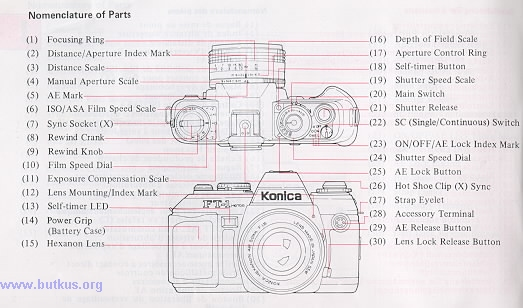 Nomenclature of Parts
(1) Focusing Ring
(2) Distance/Aperture Index Mark
(3) Distance Scale
(4) Manual Aperture Scale
(5) AE Mark
(6) ISO/ASA Film Speed Scale
(7) Sync Socket (X)
(8) Rewind Crank
(9) Rewind Knob
(10) Film Speed Dial
(11) Exposure Compensation Scale
(12) Lens Mounting/Index Mark
(13) Self-timer LED
(14) Power Grip
(Battery Case)
(15) Hexanon Lens
(16) Depth of Field Scale
(17) Aperture Control Ring
(18) Self-timer Button
(19) Shutter Speed Scale
(20) Main Switch
(21) Shutter Release
(22) SC (Single/Continuous) Switch
(23) ON/OFF/AE Lock Index Mark
(24) Shutter Speed Dial
(25) AE Lock Button
(26) Hot Shoe Clip (X) Sync
(27) Strap Eyelet
(28) Accessory Terminal
(29) AE Release Button
(30) Lens Lock Release Button
Konica
FT-1 MOTOR
www.butkus.org